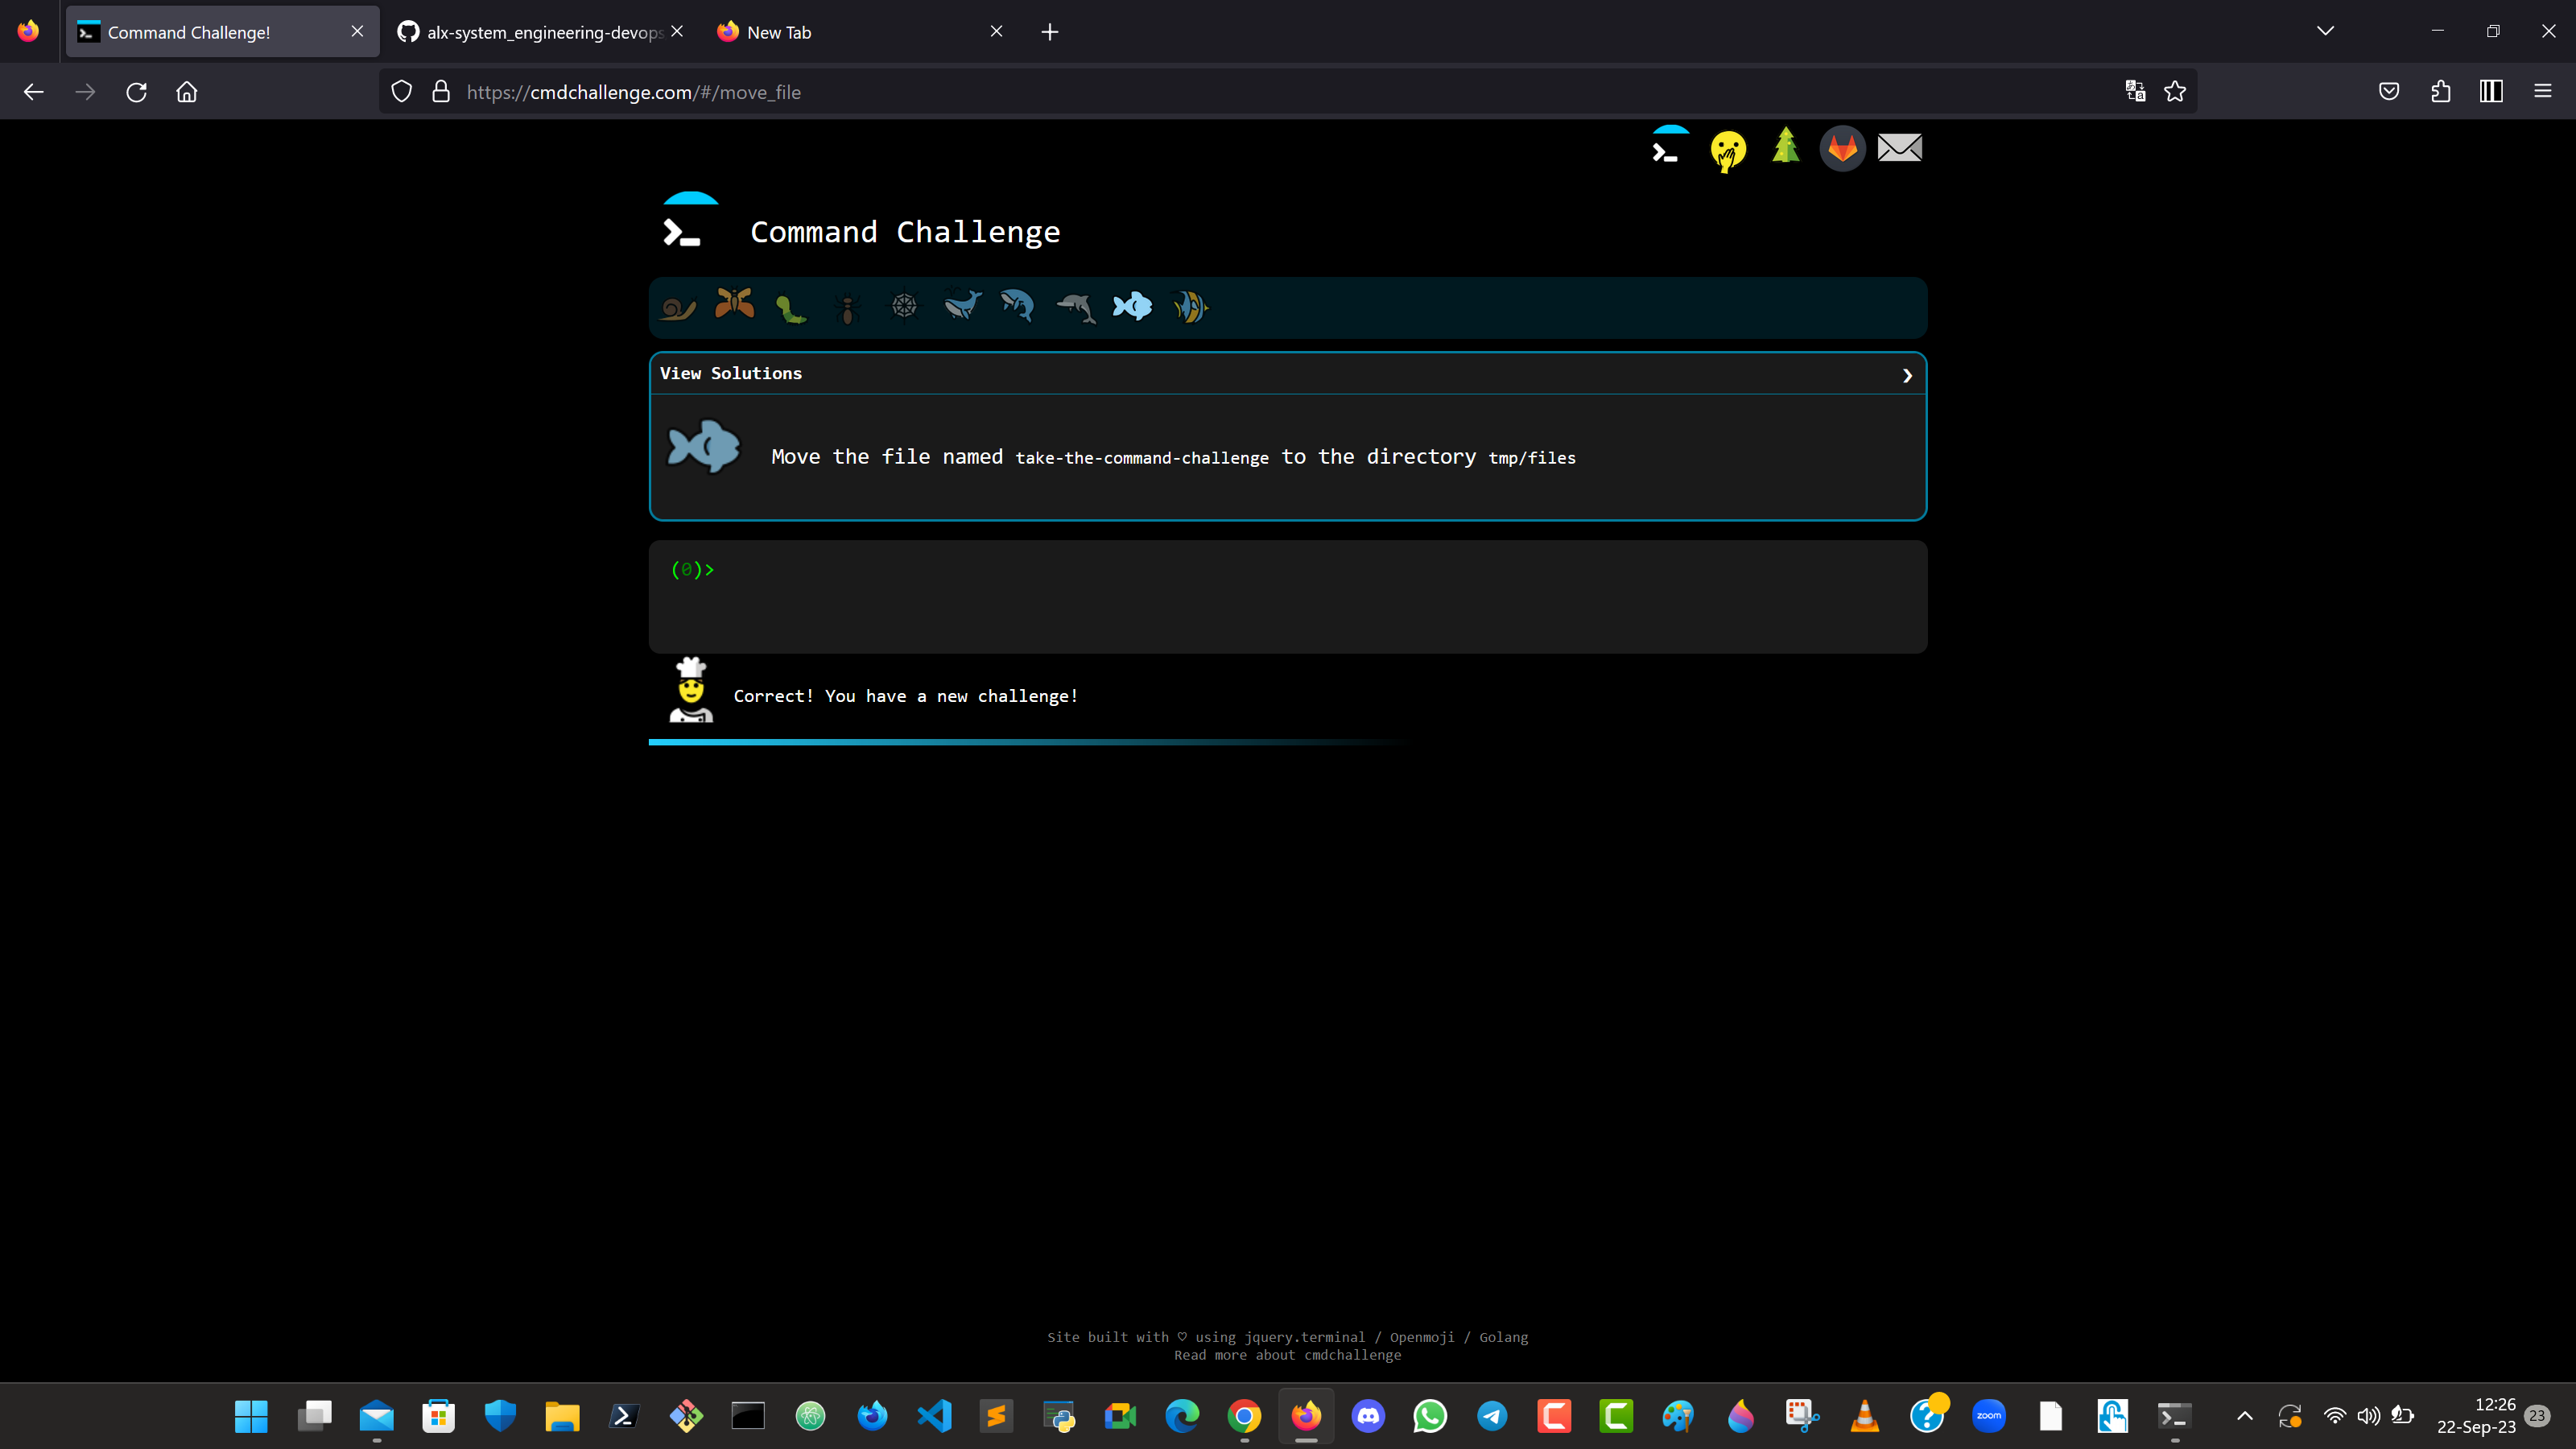 Command Challenge!
alx-system_engineering-devops
New Tab
https://cmdchallenge.com/#/move_file
Command Challenge
View Solutions
Move the file named take-the-command-challenge to the directory tmp/files
(0)>
Correct! You have a new challenge!
Site built with ♡ using jquery.terminal / Openmoji / Golang
Read more about cmdchallenge
zoom
12:26
22-Sep-23
23